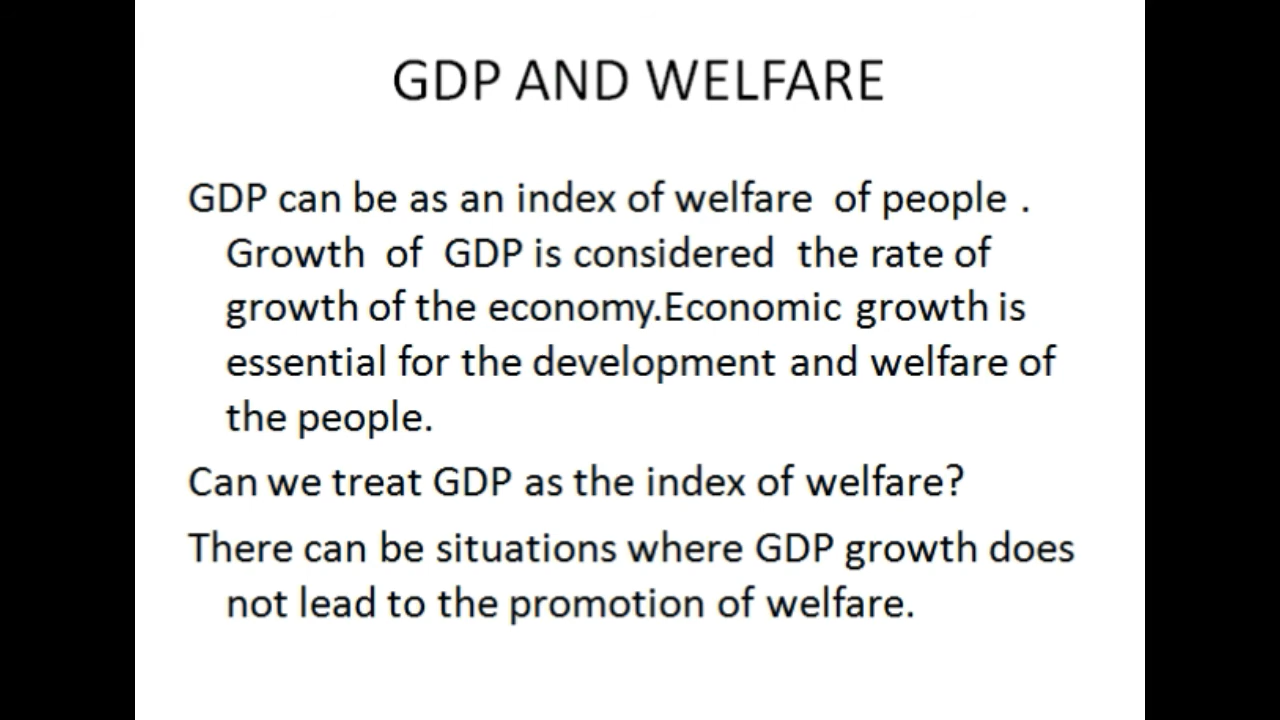 GDP AND WELFARE
GDP can be as an index of welfare of people .
Growth of GDP is considered the rate of
growth of the economy.Economic growth is
essential for the development and welfare of
the people.
Can we treat GDP as the index of welfare?
There can be situations where GDP growth does
not lead to the promotion of welfare.